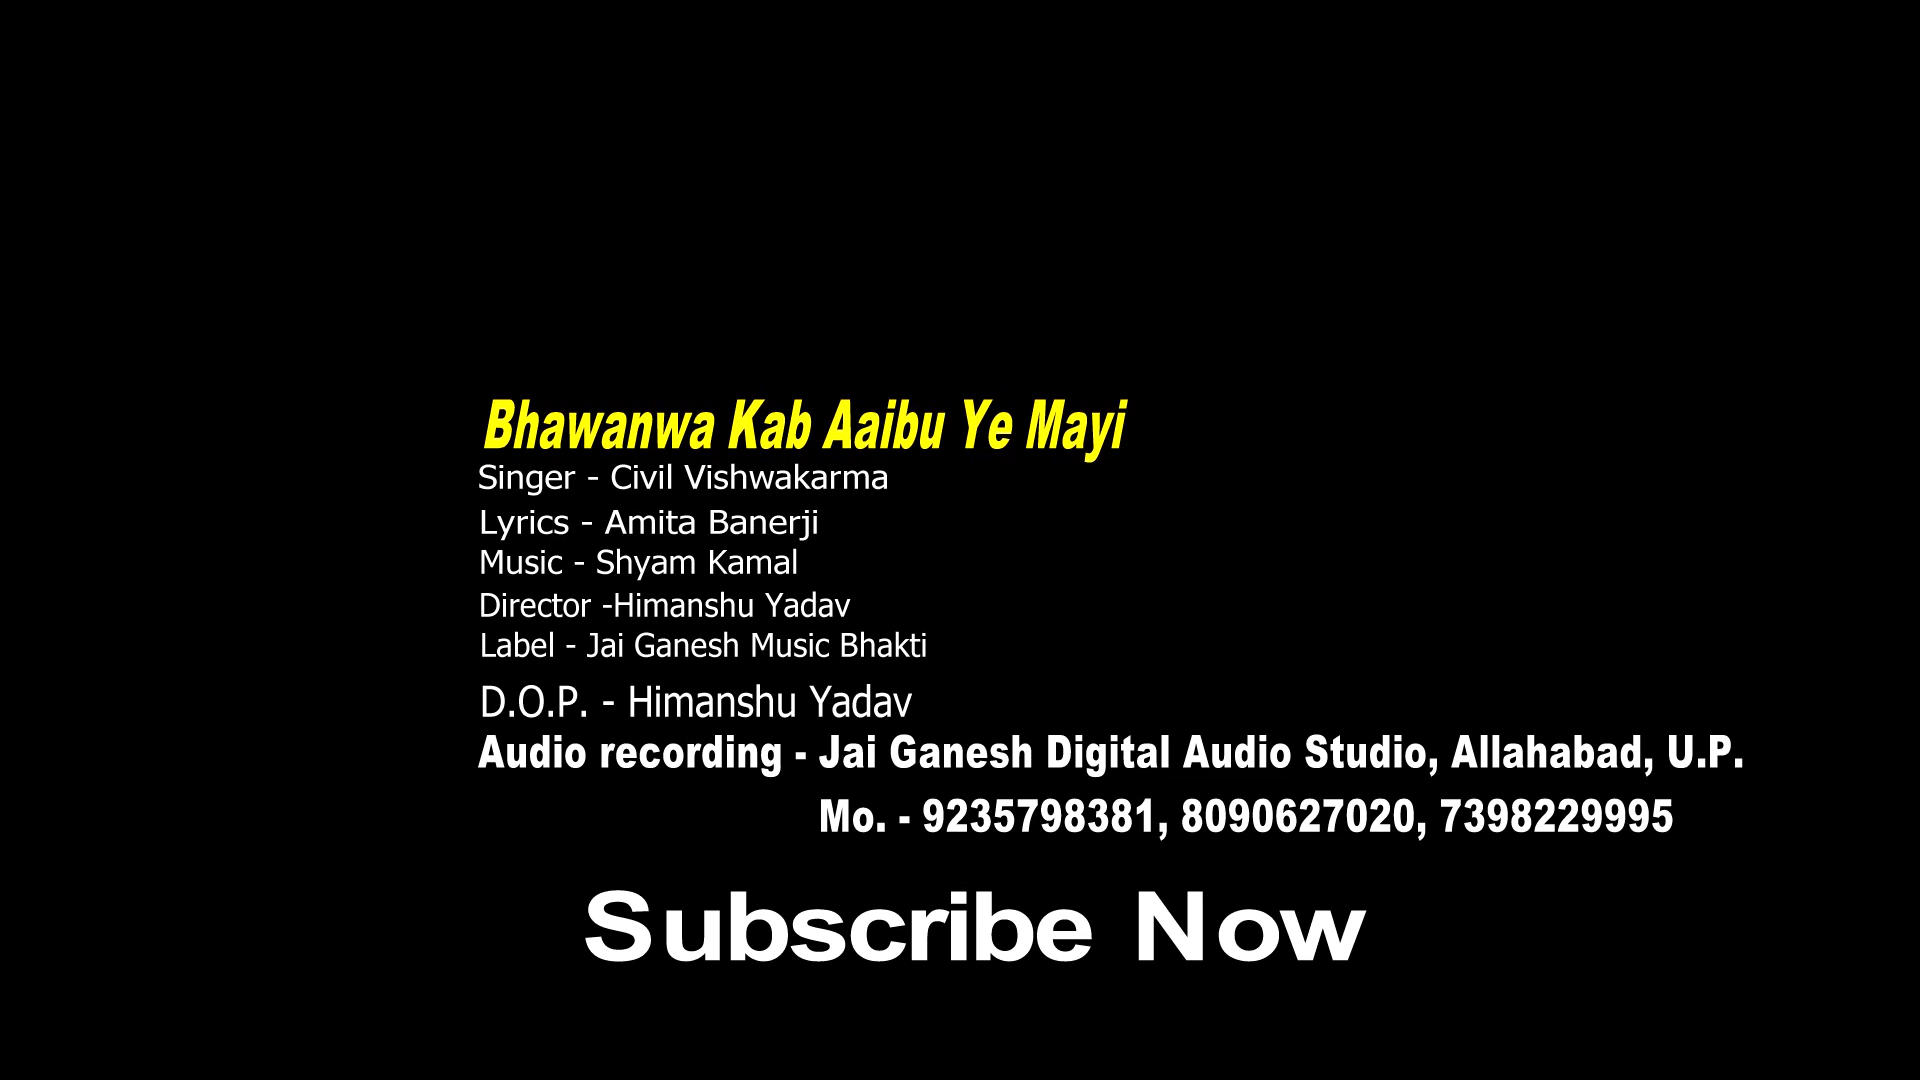 Bhawanwa Kab Aaibu Ye Mayi
Singer - Civil Vishwakarma
Lyrics - Amita Banerji
Music - Shyam Kamal
Director -Himanshu Yadav
Label - Jai Ganesh Music Bhakti
D.O.P. - Himanshu Yadav
Audio recording - Jai Ganesh Digital Audio Studio, Allahabad, U.P.
Mo. - 9235798381, 8090627020, 7398229995
Subscribe Now